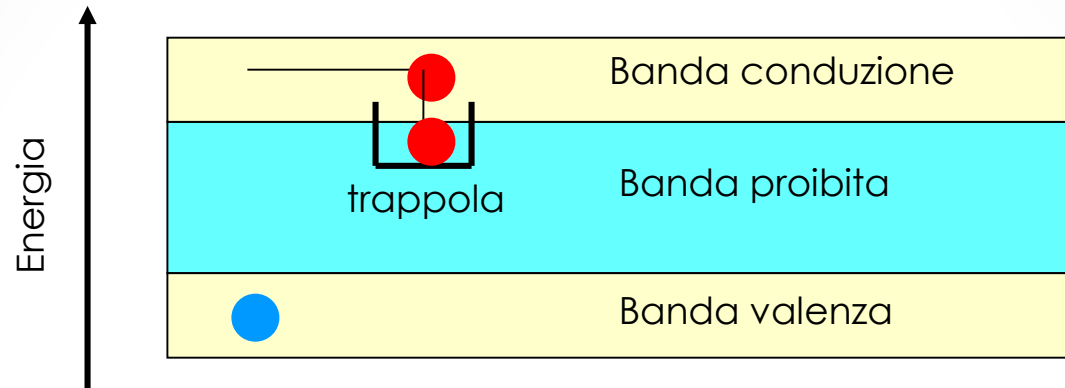 Energia
Banda conduzione
trappola
Banda proibita
Banda valenza